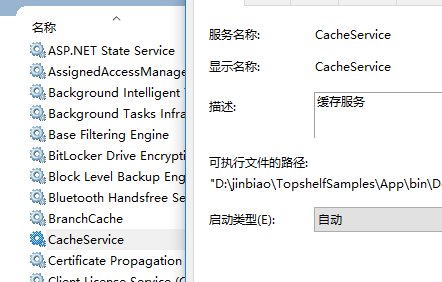 名称
ASP.NET State Service
AssignedAccessManage
Background Intelligent
Background Tasks Infra
Base Filtering Engine
BitLocker Drive Encrypti
Block Level Backup Eng
Bluetooth Handsfree Se
BranchCache
CacheService
Certificate Propagation
Client License Service (C
服务名称: CacheService
显示名称: CacheService
描述: 缓存服务
可执行文件的路径:
"D:\jinbiao\TopshelfSamples\App\bin\D
启动类型(E): 自动